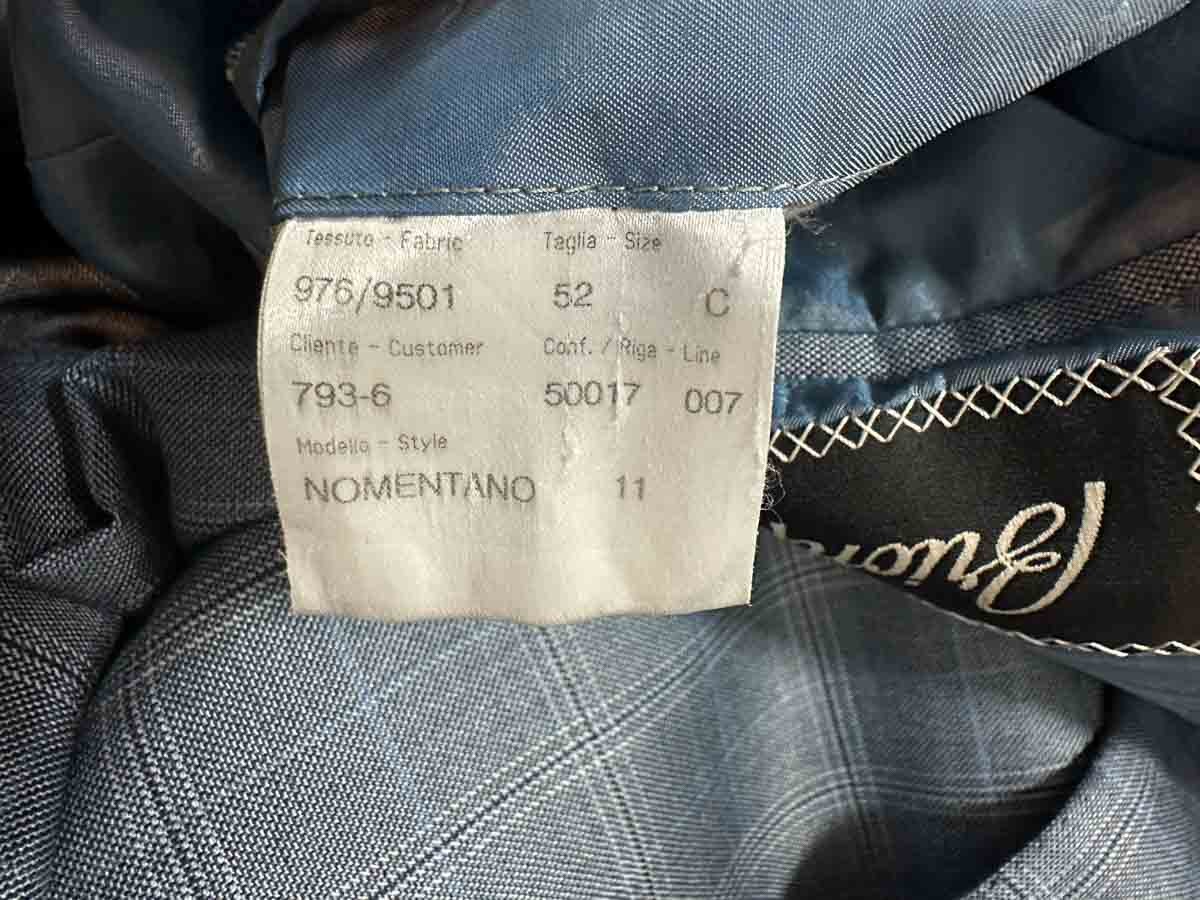 Tessuto - Fabric Taglia - Size
976/9501 52 C
Cliente - Customer Conf. / Riga - Line
793-6 50017 007
Modello - Style
NOMENTANO 11